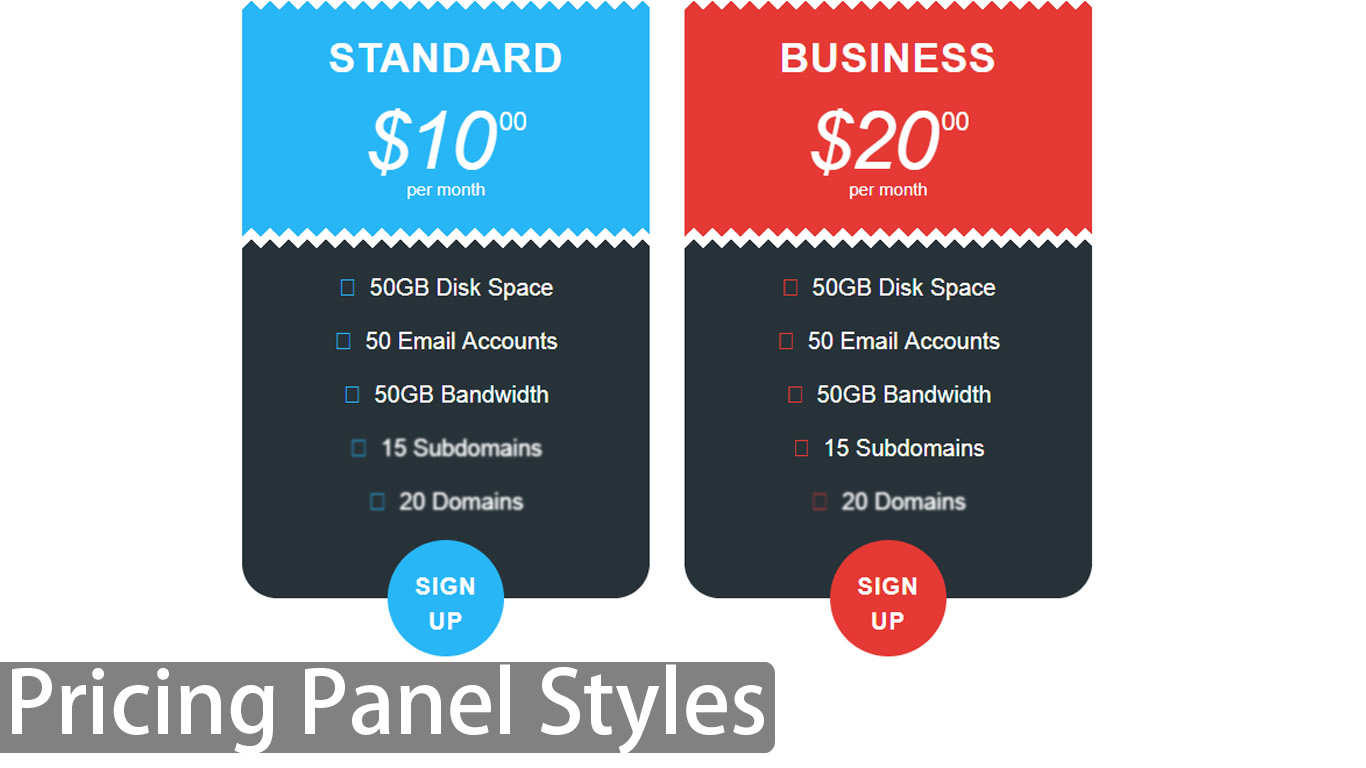 STANDARD
$10 00
per month
50GB Disk Space
50 Email Accounts
50GB Bandwidth
15 Subdomains
20 Domains
SIGN
UP
BUSINESS
$20 00
per month
50GB Disk Space
50 Email Accounts
50GB Bandwidth
15 Subdomains
20 Domains
SIGN
UP
Pricing Panel Styles